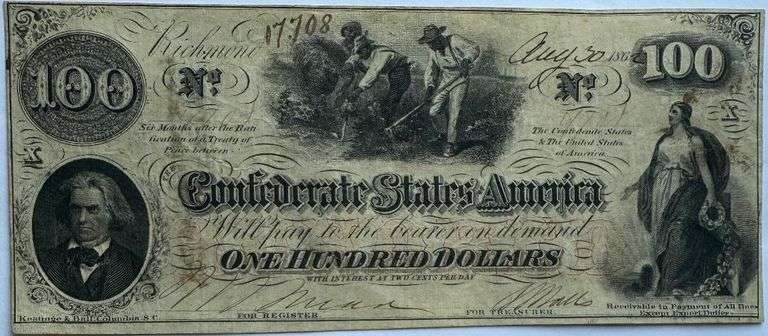 Richmond 17708 Aug 30 1862
100 No. No. 100
Six Months after the Rati
fication of a Treaty of
Peace between
The Confederate States
& The United States
of America,
Confederate States America
Will pay to the bearer on demand
ONE HUNDRED DOLLARS
WITH INTEREST AT TWO CENTS PER DAY
FOR REGISTER
FOR TREASURER
Keatinge & Ball, Columbia, S.C.
Receivable in Payment of All Dues
Except Export Duties